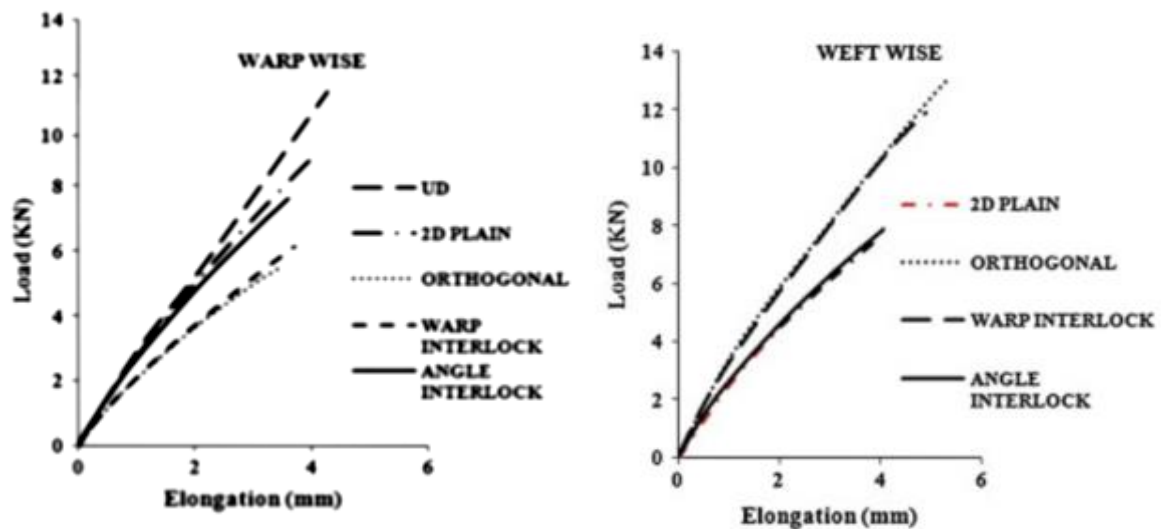 WARP WISE
14
12
10
8
6
4
2
0
Load (KN)
0 2 4 6
Elongation (mm)
UD
2D PLAIN
ORTHOGONAL
WARP
INTERLOCK
ANGLE
INTERLOCK
WEFT WISE
14
12
10
8
6
4
2
0
Load (KN)
0 2 4 6
Elongation (mm)
2D PLAIN
ORTHOGONAL
WARP INTERLOCK
ANGLE
INTERLOCK